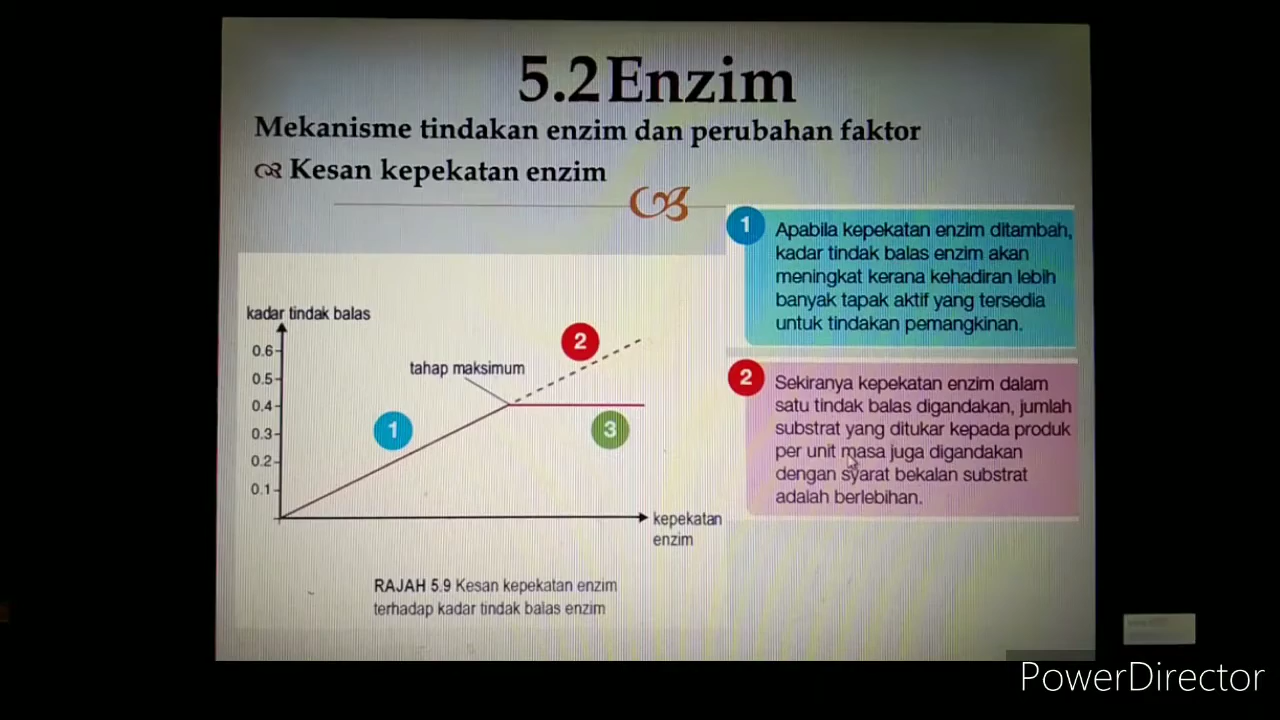 5.2 Enzim
Mekanisme tindakan enzim dan perubahan faktor
Kesan kepekatan enzim
1
Apabila kepekatan enzim ditambah,
kadar tindak balas enzim akan
meningkat kerana kehadiran lebih
banyak tapak aktif yang tersedia
untuk tindakan pemangkinan.
2
Sekiranya kepekatan enzim dalam
satu tindak balas digandakan, jumlah
substrat yang ditukar kepada produk
per unit masa juga digandakan
dengan syarat bekalan substrat
adalah berlebihan.
kadar tindak balas
0.6
0.5
0.4
0.3
0.2
0.1
tahap maksimum
1
2
3
kepekatan
enzim
RAJAH 5.9 Kesan kepekatan enzim
terhadap kadar tindak balas enzim
PowerDirector